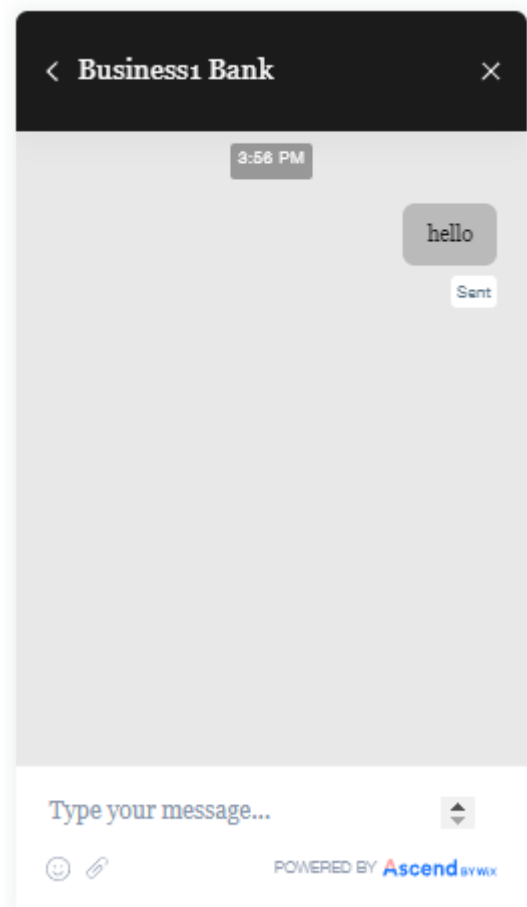 Business1 Bank
3:56 PM
hello
Sent
Type your message...
POWERED BY Ascend BY WIX